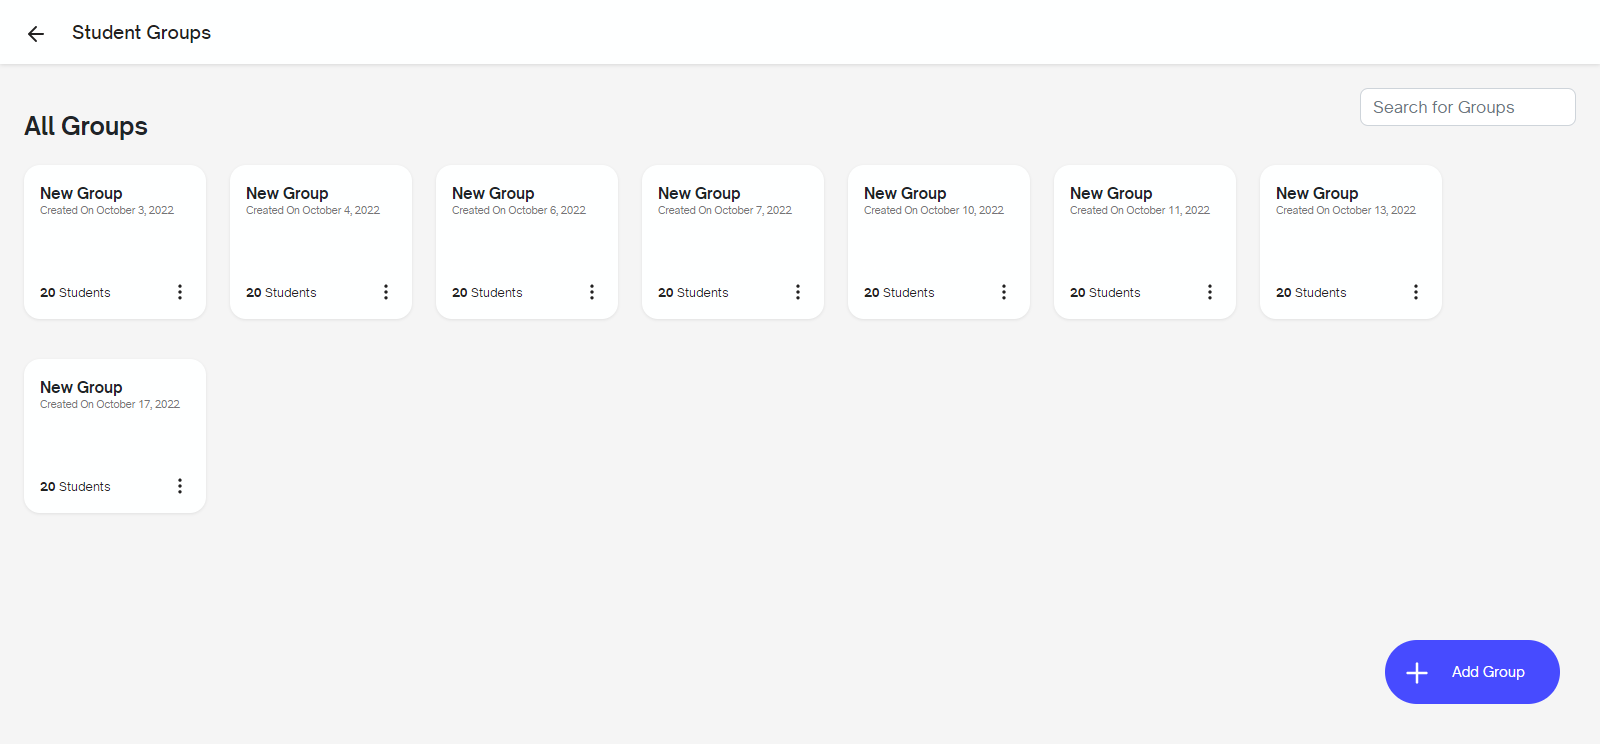 Student Groups
Search for Groups
All Groups
New Group
Created On October 3, 2022
20 Students
New Group
Created On October 4, 2022
20 Students
New Group
Created On October 6, 2022
20 Students
New Group
Created On October 7, 2022
20 Students
New Group
Created On October 10, 2022
20 Students
New Group
Created On October 11, 2022
20 Students
New Group
Created On October 13, 2022
20 Students
New Group
Created On October 17, 2022
20 Students
Add Group